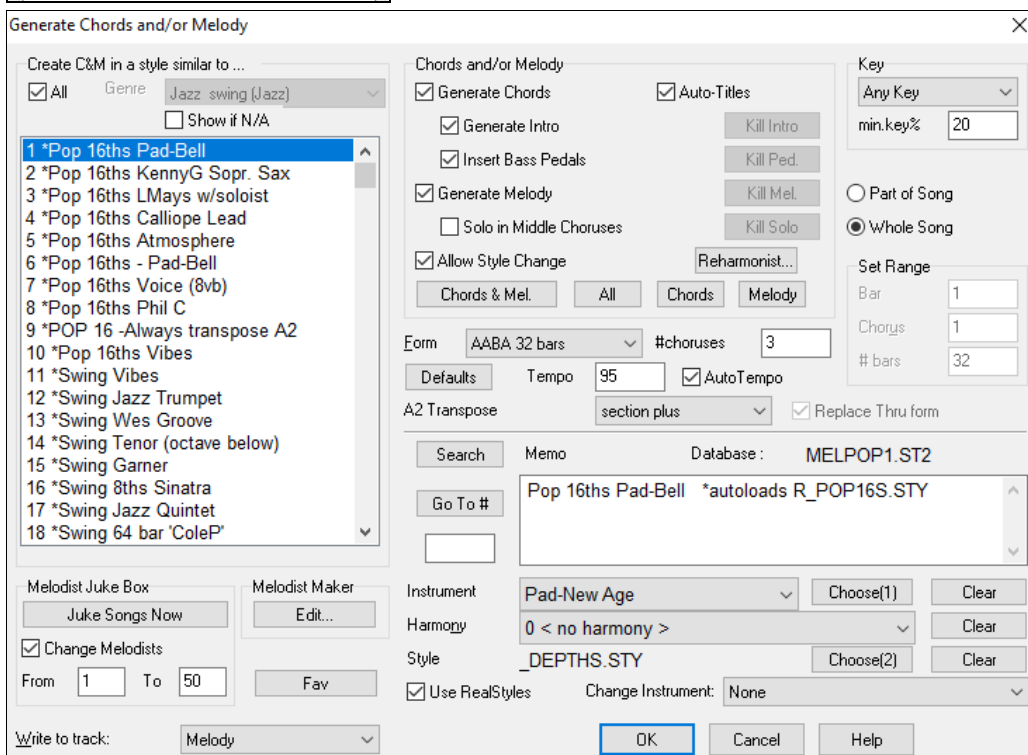 Generate Chords and/or Melody
Create C&M in a style similar to ...
All
Genre
Jazz swing (Jazz)
Show if N/A
1 *Pop 16ths Pad-Bell
2 *Pop 16ths KennyG Sopr. Sax
3 *Pop 16ths LMays w/soloist
4 *Pop 16ths Calliope Lead
5 *Pop 16ths Atmosphere
6 *Pop 16ths - Pad-Bell
7 *Pop 16ths Voice (8vb)
8 *Pop 16ths Phil C
9 *POP 16 -Always transpose A2
10 *Pop 16ths Vibes
11 *Swing Vibes
12 *Swing Jazz Trumpet
13 *Swing Wes Groove
14 *Swing Tenor (octave below)
15 *Swing Garner
16 *Swing 8ths Sinatra
17 *Swing Jazz Quintet
18 *Swing 64 bar 'ColeP'
Melodist Juke Box
Juke Songs Now
Change Melodists
From 1 To 50
Melodist Maker
Edit...
Fav
Write to track: Melody
Chords and/or Melody
Generate Chords
Auto-Titles
Generate Intro
Kill Intro
Insert Bass Pedals
Kill Ped.
Generate Melody
Kill Mel.
Solo in Middle Choruses
Kill Solo
Allow Style Change
Reharmonist...
Chords & Mel.
All
Chords
Melody
Key
Any Key
min.key% 20
Part of Song
Whole Song
Set Range
Bar 1
Chorus 1
# bars 32
Form AABA 32 bars #choruses 3
Defaults Tempo 95 AutoTempo
A2 Transpose section plus Replace Thru form
Search Memo Database : MELPOP1.ST2
Go To #
Pop 16ths Pad-Bell *autoloads R_POP16S.STY
Instrument Pad-New Age Choose(1) Clear
Harmony 0 < no harmony > Clear
Style _DEPTHS.STY Choose(2) Clear
Use RealStyles Change Instrument: None
OK Cancel Help